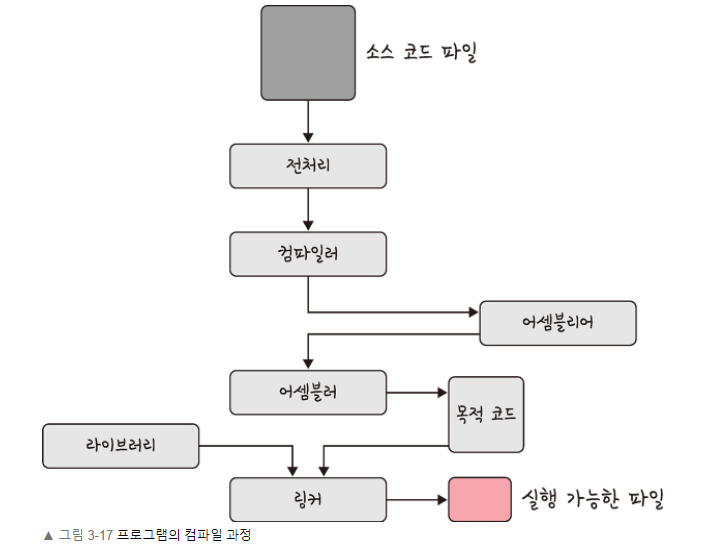 소스 코드 파일
전처리
컴파일러
어셈블리어
어셈블러
목적 코드
라이브러리
링커
실행 가능한 파일
▲ 그림 3-17 프로그램의 컴파일 과정